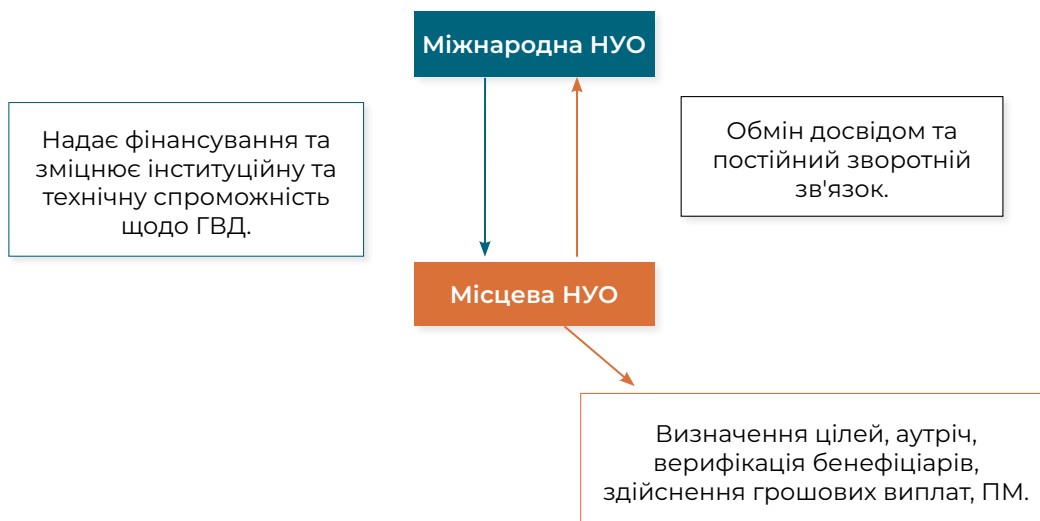 Міжнародна НУО
Надає фінансування та
зміцнює інституційну та
технічну спроможність
щодо ГВД.
Обмін досвідом та
постійний зворотній
зв'язок.
Місцева НУО
Визначення цілей, аутріч,
верифікація бенефіціарів,
здійснення грошових виплат, ПМ.